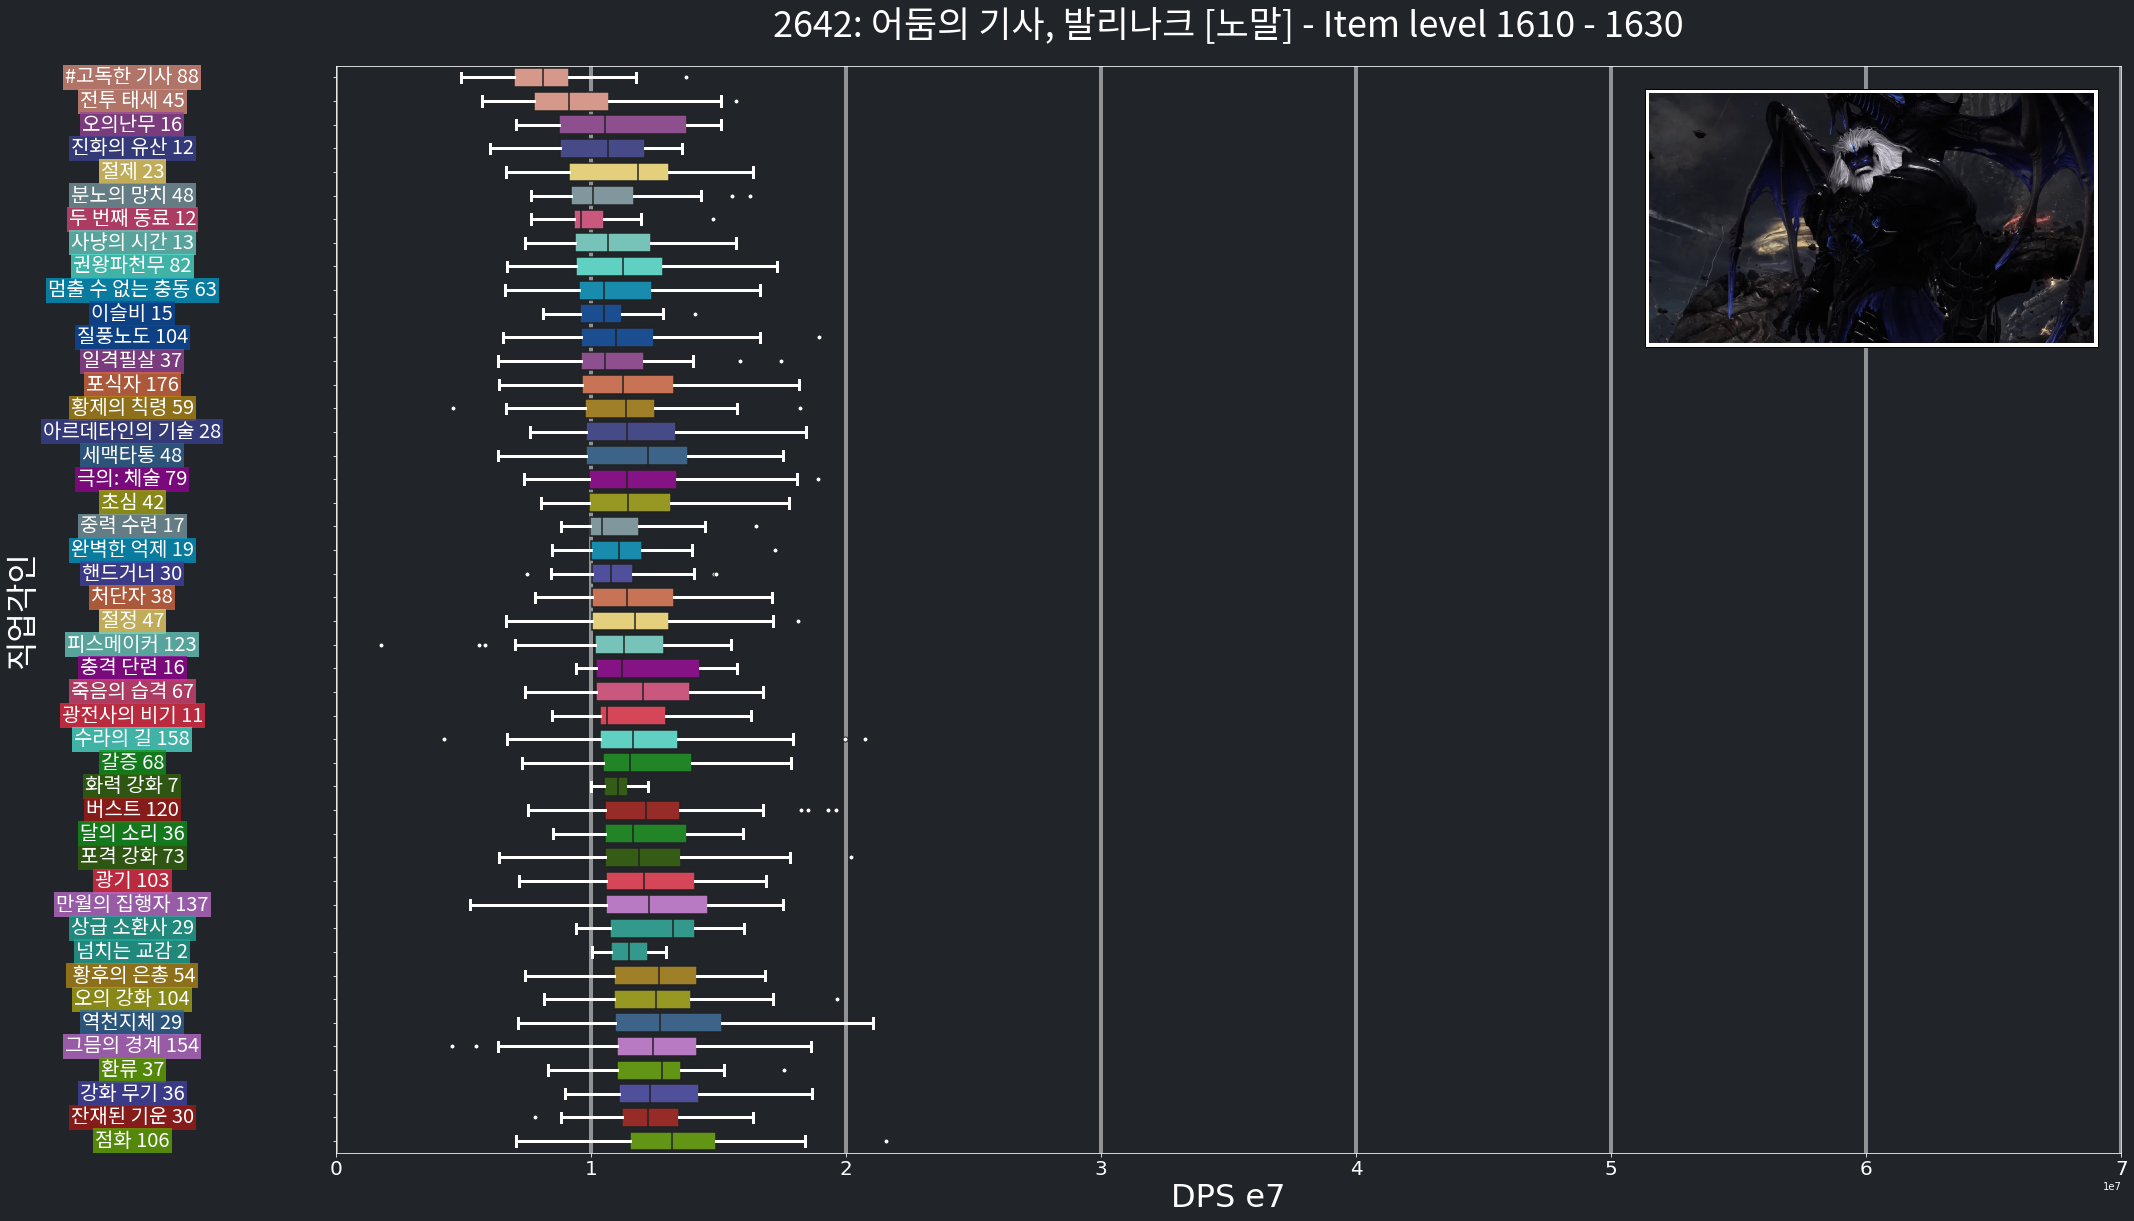 2642: 어둠의 기사, 발리나크 [노말] - Item level 1610 - 1630
#고독한 기사 88
전투 태세 45
오의난무 16
진화의 유산 12
절제 23
분노의 망치 48
두 번째 동료 12
사냥의 시간 13
권왕파천무 82
멈출 수 없는 충동 63
이슬비 15
질풍노도 104
일격필살 37
포식자 176
황제의 칙령 59
아르데타인의 기술 28
세맥타통 48
극의: 체술 79
초심 42
중력 수련 17
완벽한 억제 19
핸드거너 30
처단자 38
절정 47
피스메이커 123
충격 단련 16
죽음의 습격 67
광전사의 비기 11
수라의 길 158
갈증 68
화력 강화 7
버스트 120
달의 소리 36
포격 강화 73
광기 103
만월의 집행자 137
상급 소환사 29
넘치는 교감 2
황후의 은총 54
오의 강화 104
역천지체 29
그믐의 경계 154
환류 37
강화 무기 36
잔재된 기운 30
점화 106
직업각인
0 1 2 3 4 5 6 7
1e7
DPS e7